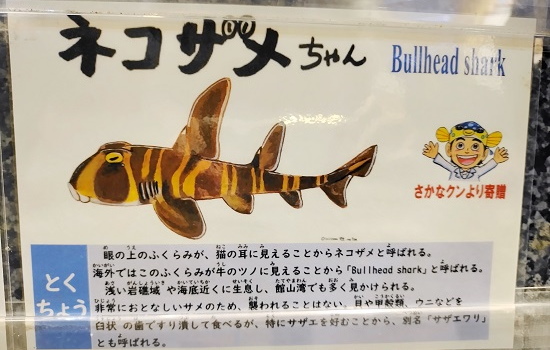 ネコザメちゃん Bullhead shark
さかなクンより寄贈
とく
ちょう
眼の上のふくらみが、猫の耳に見えることからネコザメと呼ばれる。
海外ではこのふくらみが牛のツノに見えることから「Bullhead shark」と呼ばれる。
浅い岩礁域や海底近くに生息し、館山湾でも多く見かけられる。
非常におとなしいサメのため、襲われることはない。貝や甲殻類、ウニなどを
臼状の歯ですり潰して食べるが、特にサザエを好むことから、別名「サザエワリ」
とも呼ばれる。